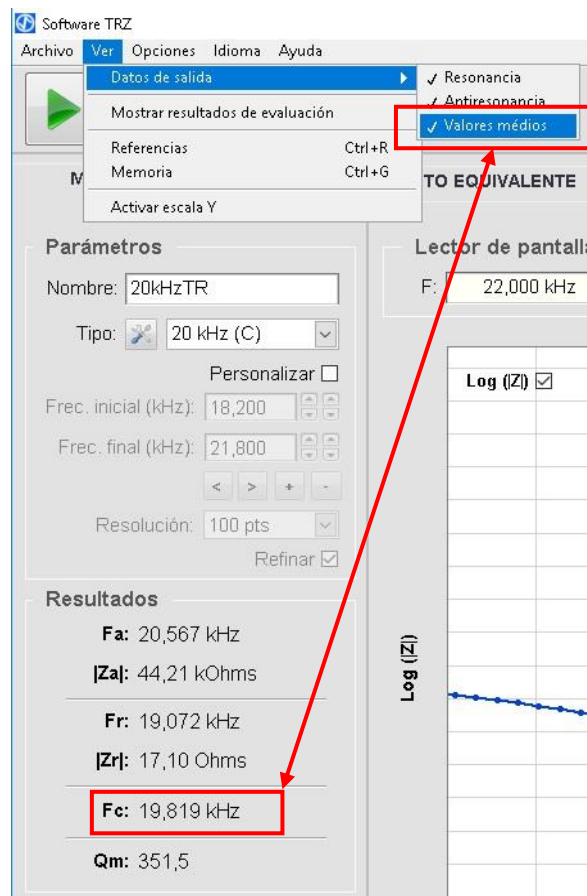 Software TRZ
Archivo Ver Opciones Idioma Ayuda
Datos de salida
Mostrar resultados de evaluación
Referencias Ctrl+R
Memoria Ctrl+G
Activar escala Y
✓ Resonancia
✓ Antiresonancia
✓ Valores médios
M
TO EQUIVALENTE
Parámetros
Nombre: 20kHzTR
Tipo: 20 kHz (C)
Personalizar
Frec. inicial (kHz): 18,200
Frec. final (kHz): 21,800
< > + -
Resolución: 100 pts
Refinar
Resultados
Fa: 20,567 kHz
|Za|: 44,21 kOhms
Fr: 19,072 kHz
|Zr|: 17,10 Ohms
Fc: 19,819 kHz
Qm: 351,5
Lector de pantalla
F: 22,000 kHz
Log (|Z|)
Log (|Z|)